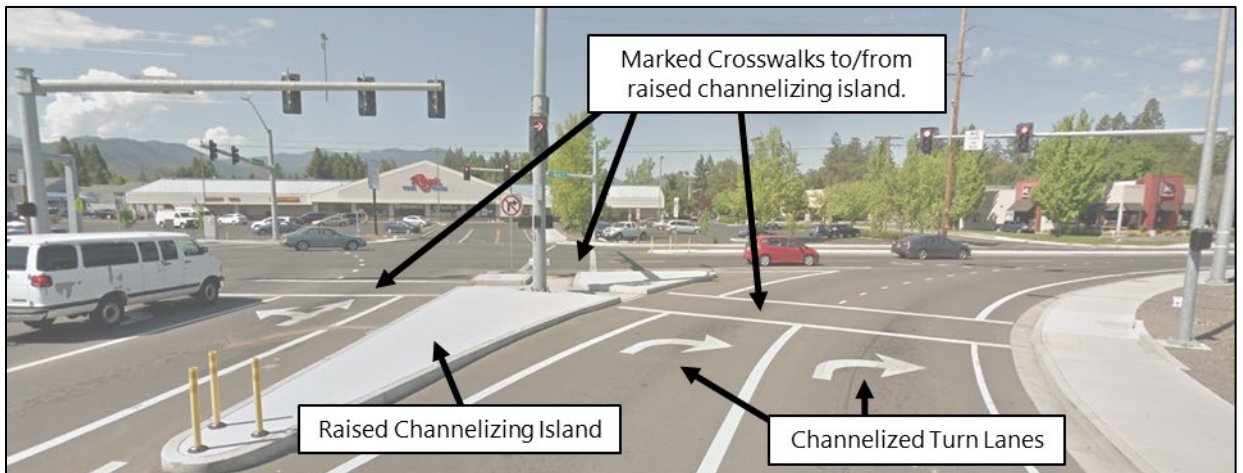 Marked Crosswalks to/from
raised channelizing island.
Raised Channelizing Island
Channelized Turn Lanes